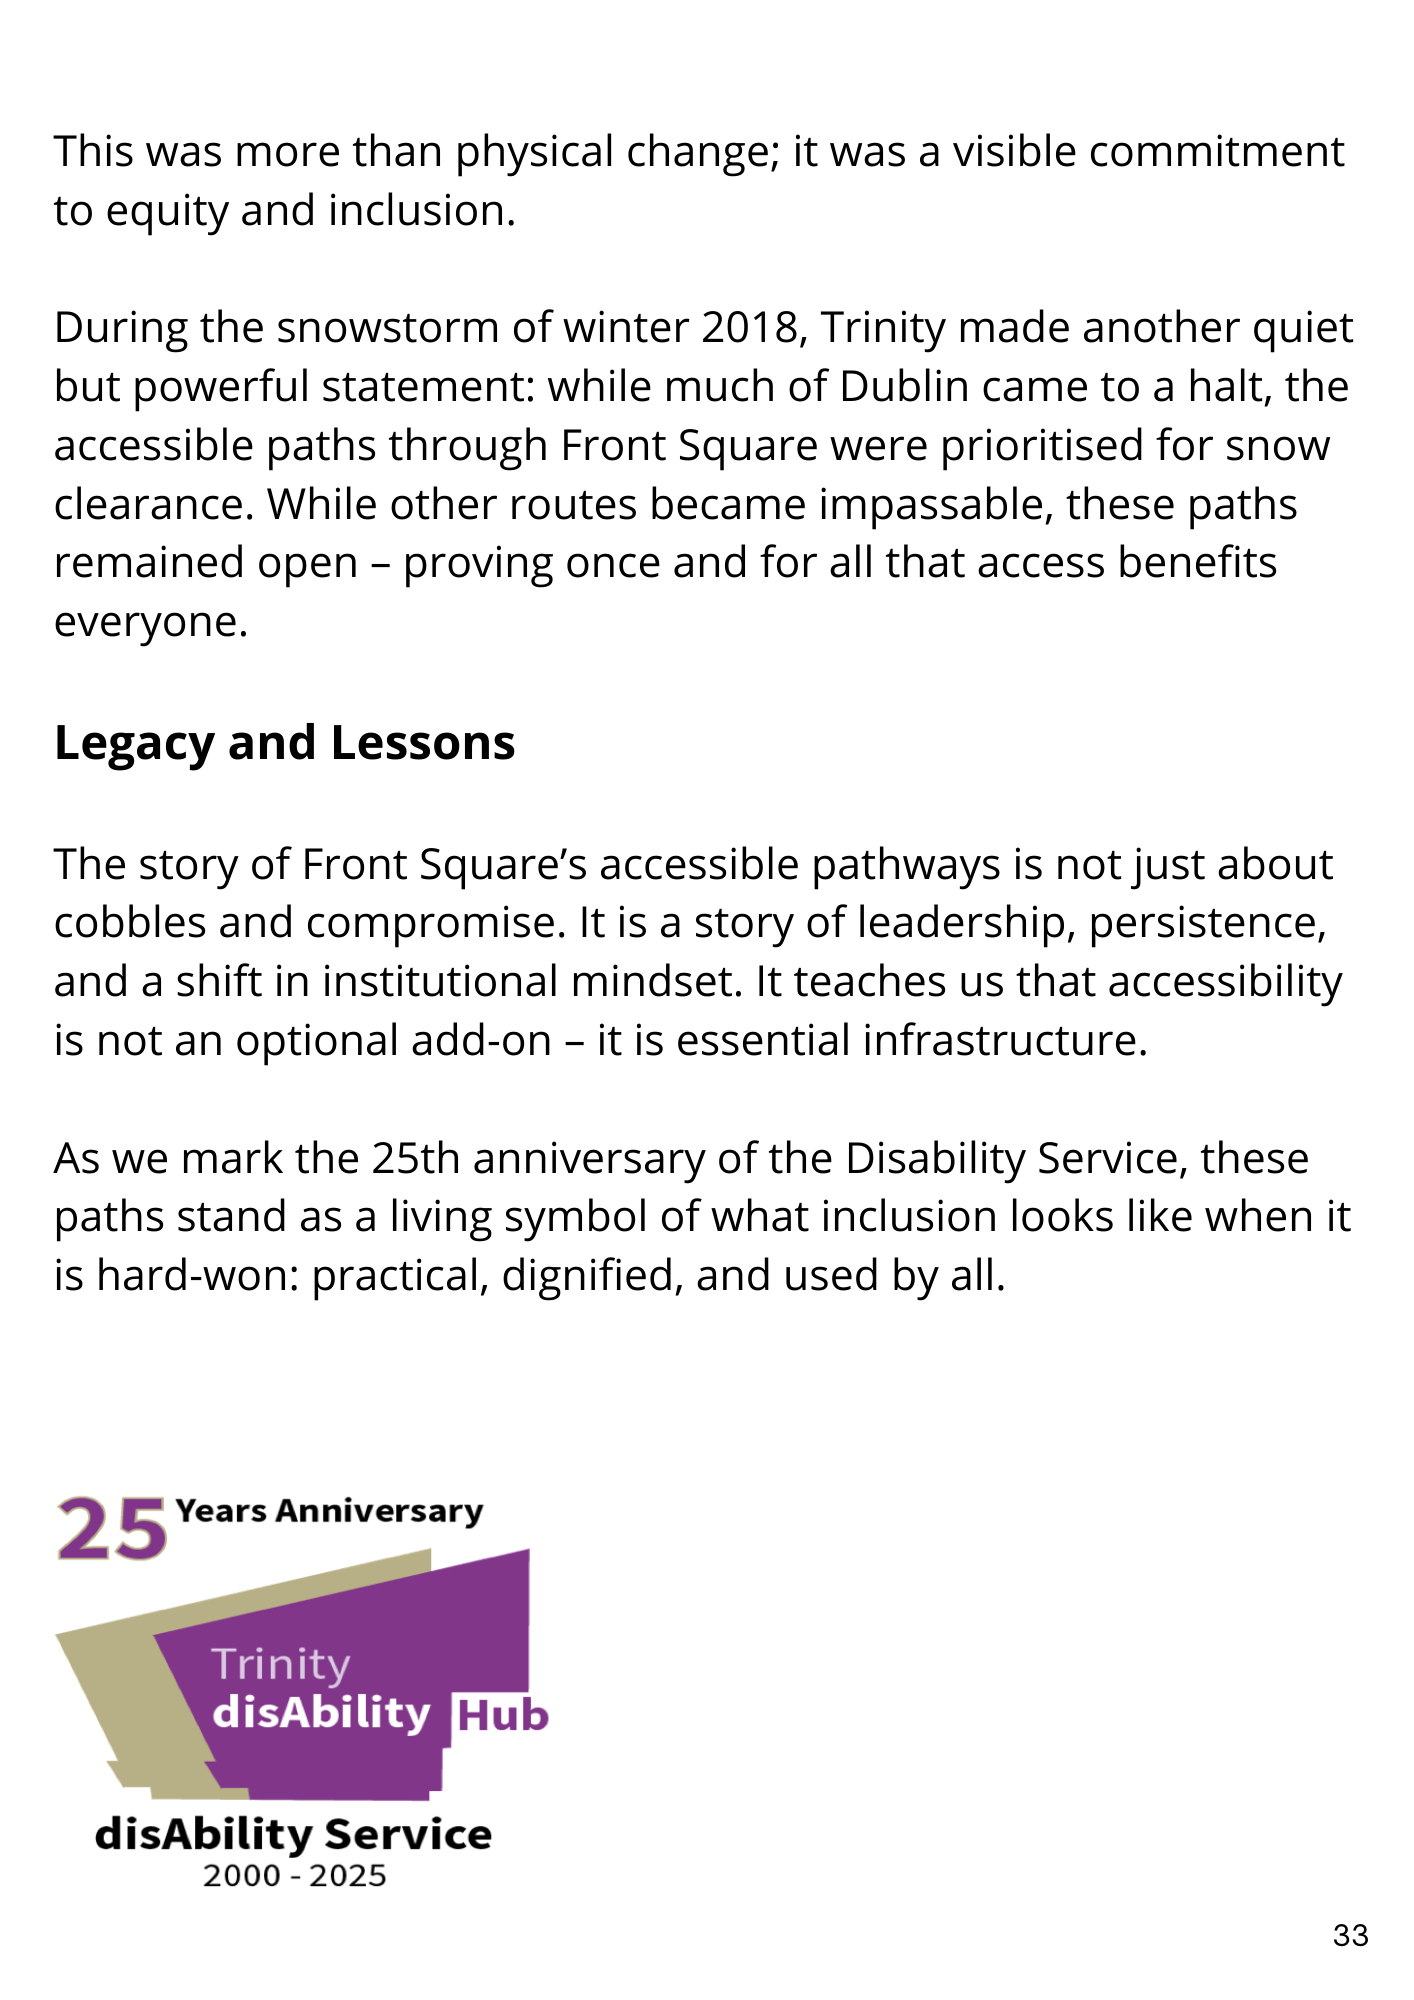 This was more than physical change; it was a visible commitment
to equity and inclusion.
During the snowstorm of winter 2018, Trinity made another quiet
but powerful statement: while much of Dublin came to a halt, the
accessible paths through Front Square were prioritised for snow
clearance. While other routes became impassable, these paths
remained open – proving once and for all that access benefits
everyone.
Legacy and Lessons
The story of Front Square’s accessible pathways is not just about
cobbles and compromise. It is a story of leadership, persistence,
and a shift in institutional mindset. It teaches us that accessibility
is not an optional add-on – it is essential infrastructure.
As we mark the 25th anniversary of the Disability Service, these
paths stand as a living symbol of what inclusion looks like when it
is hard-won: practical, dignified, and used by all.
25 Years Anniversary
Trinity
disAbility Hub
disAbility Service
2000 - 2025
33